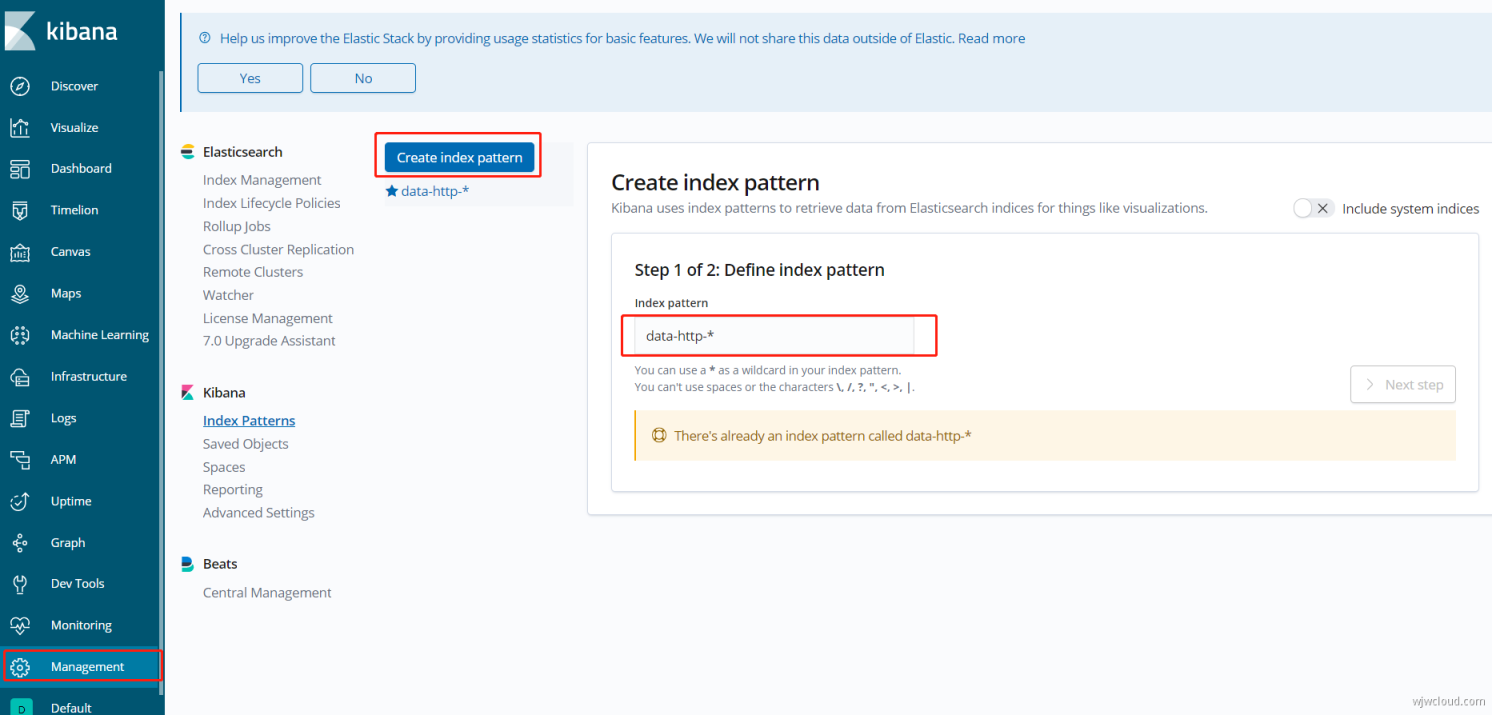 kibana
Discover
Visualize
Dashboard
Timelion
Canvas
Maps
Machine Learning
Infrastructure
Logs
APM
Uptime
Graph
Dev Tools
Monitoring
Management
D
Default
Help us improve the Elastic Stack by providing usage statistics for basic features. We will not share this data outside of Elastic. Read more
Yes
No
Elasticsearch
Index Management
Index Lifecycle Policies
Rollup Jobs
Cross Cluster Replication
Remote Clusters
Watcher
License Management
7.0 Upgrade Assistant
Kibana
Index Patterns
Saved Objects
Spaces
Reporting
Advanced Settings
Beats
Central Management
Create index pattern
data-http-*
Create index pattern
Kibana uses index patterns to retrieve data from Elasticsearch indices for things like visualizations.
Include system indices
Step 1 of 2: Define index pattern
Index pattern
data-http-*
You can use a * as a wildcard in your index pattern.
You can't use spaces or the characters \, /, ?, ", <, >, |.
Next step
There's already an index pattern called data-http-*
wjwcloud.com